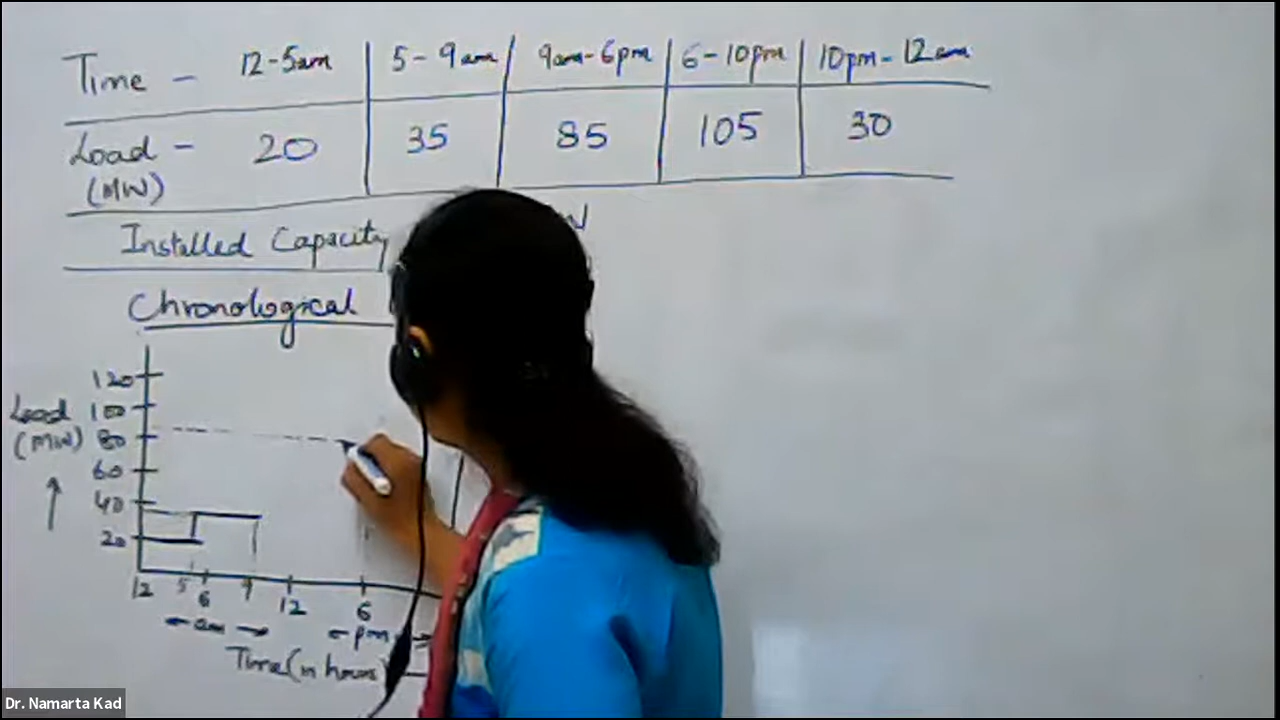 Time - 12-5am 5-9am 9am-6pm 6-10pm 10pm-12am
Load - 20 35 85 105 30
(MW)
Installed Capacity
Chronological
120
100
80
60
40
20
Load
(MW)
12 5 6 9 12 6
am pm
Time (in hours)
Dr. Namarta Kad